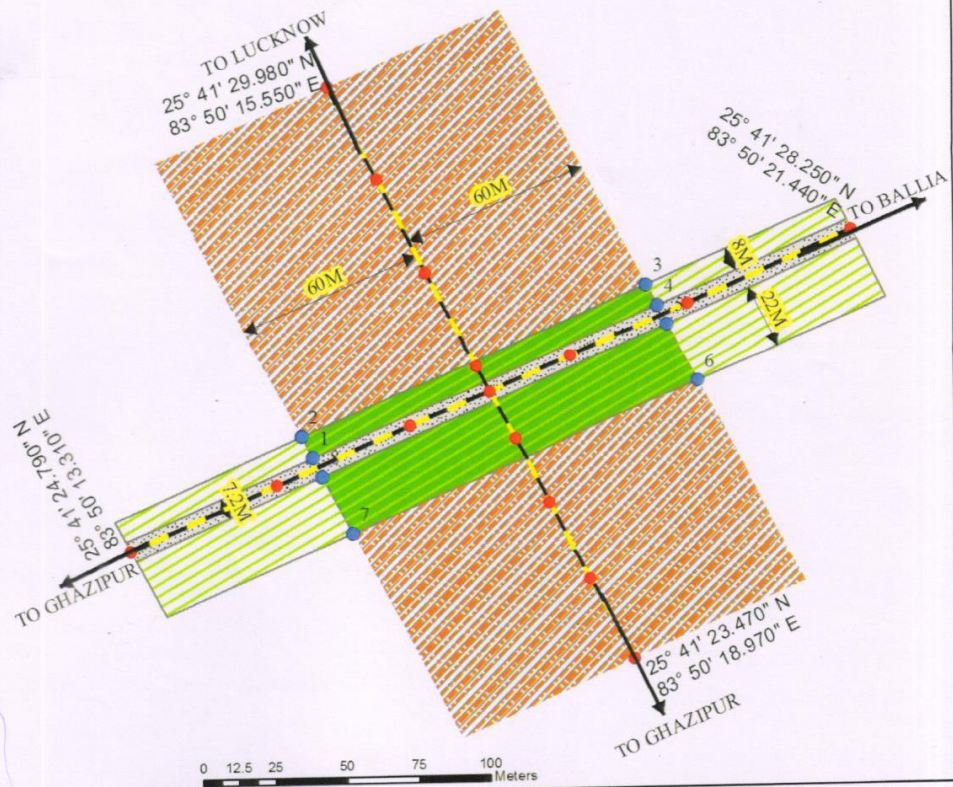 TO LUCKNOW
25° 41' 29.980" N
83° 50' 15.550" E
25° 41' 28.250" N
83° 50' 21.440" E
TO BALLIA
60M
60M
8M
22M
3
4
5
6
2
1
7
7.2M
25° 41' 24.790" N
83° 50' 13.310" E
TO GHAZIPUR
25° 41' 23.470" N
83° 50' 18.970" E
TO GHAZIPUR
0 12.5 25 50 75 100
Meters